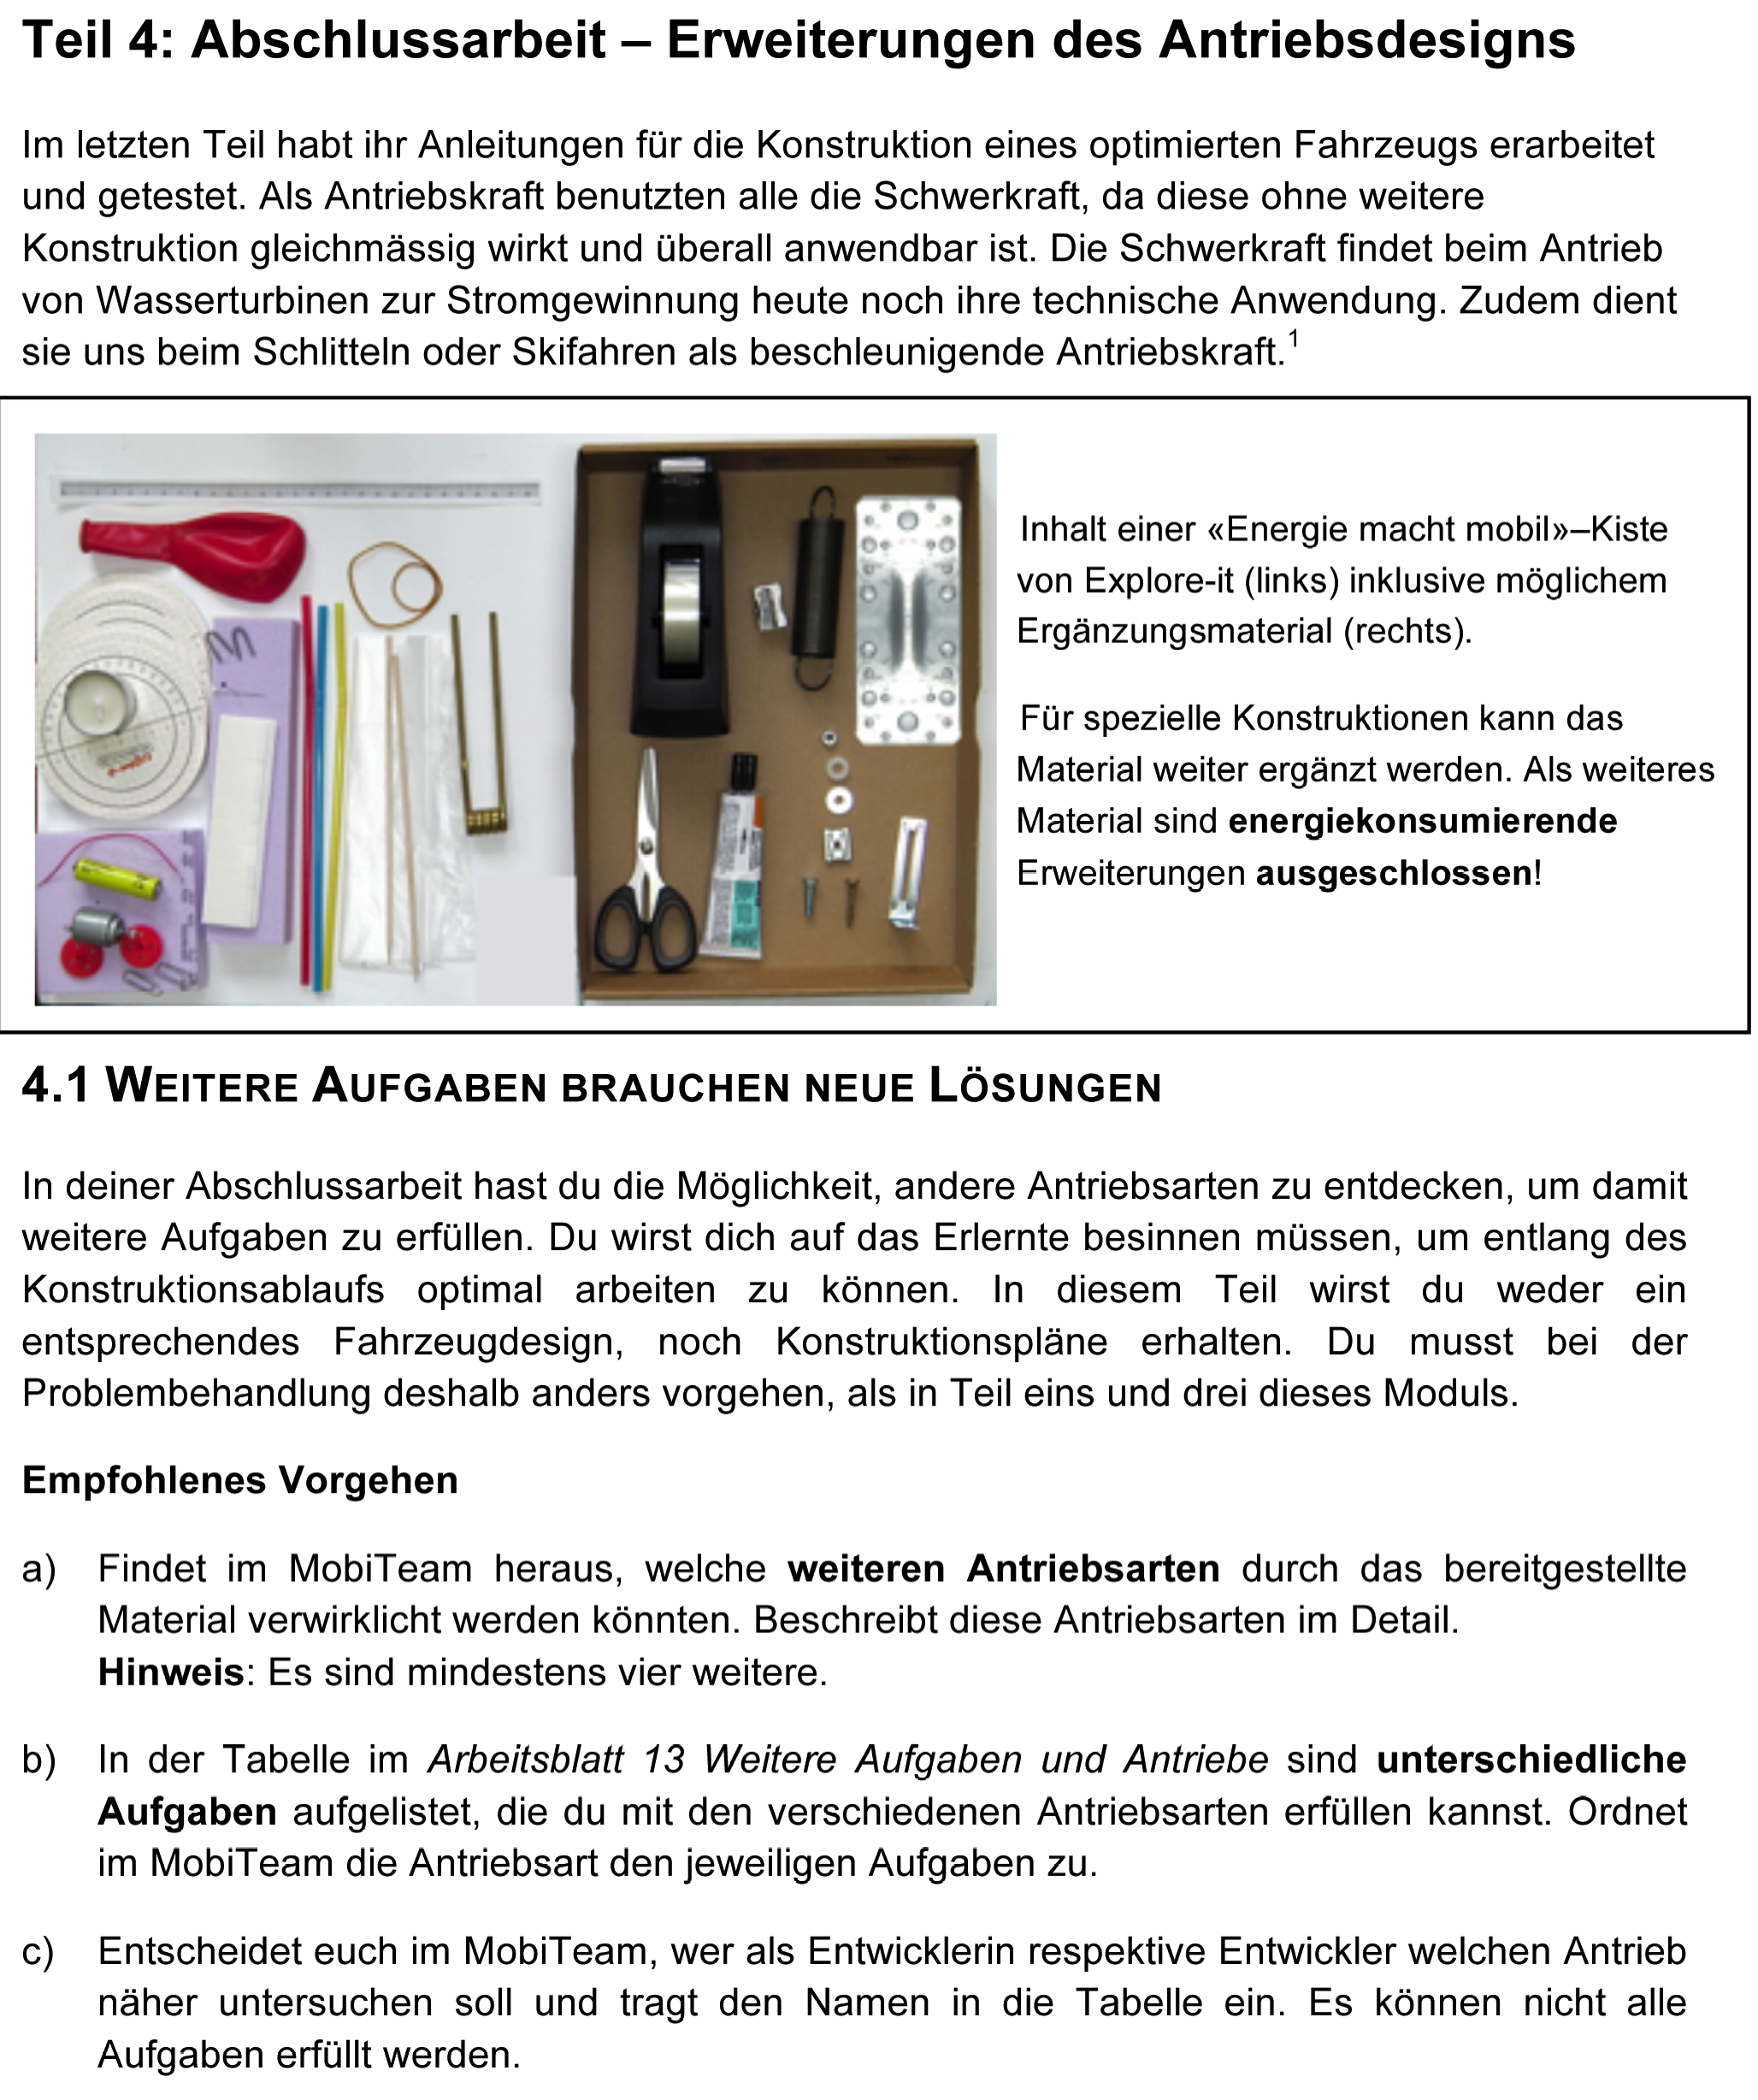 Teil 4: Abschlussarbeit – Erweiterungen des Antriebsdesigns
Im letzten Teil habt ihr Anleitungen für die Konstruktion eines optimierten Fahrzeugs erarbeitet
und getestet. Als Antriebskraft benutzten alle die Schwerkraft, da diese ohne weitere
Konstruktion gleichmässig wirkt und überall anwendbar ist. Die Schwerkraft findet beim Antrieb
von Wasserturbinen zur Stromgewinnung heute noch ihre technische Anwendung. Zudem dient
sie uns beim Schlitteln oder Skifahren als beschleunigende Antriebskraft.¹
Inhalt einer «Energie macht mobil»–Kiste
von Explore-it (links) inklusive möglichem
Ergänzungsmaterial (rechts).
Für spezielle Konstruktionen kann das
Material weiter ergänzt werden. Als weiteres
Material sind energiekonsumierende
Erweiterungen ausgeschlossen!
4.1 WEITERE AUFGABEN BRAUCHEN NEUE LÖSUNGEN
In deiner Abschlussarbeit hast du die Möglichkeit, andere Antriebsarten zu entdecken, um damit
weitere Aufgaben zu erfüllen. Du wirst dich auf das Erlernte besinnen müssen, um entlang des
Konstruktionsablaufs optimal arbeiten zu können. In diesem Teil wirst du weder ein
entsprechendes Fahrzeugdesign, noch Konstruktionspläne erhalten. Du musst bei der
Problembehandlung deshalb anders vorgehen, als in Teil eins und drei dieses Moduls.
Empfohlenes Vorgehen
a) Findet im MobiTeam heraus, welche weiteren Antriebsarten durch das bereitgestellte
Material verwirklicht werden könnten. Beschreibt diese Antriebsarten im Detail.
Hinweis: Es sind mindestens vier weitere.
b) In der Tabelle im Arbeitsblatt 13 Weitere Aufgaben und Antriebe sind unterschiedliche
Aufgaben aufgelistet, die du mit den verschiedenen Antriebsarten erfüllen kannst. Ordnet
im MobiTeam die Antriebsart den jeweiligen Aufgaben zu.
c) Entscheidet euch im MobiTeam, wer als Entwicklerin respektive Entwickler welchen Antrieb
näher untersuchen soll und tragt den Namen in die Tabelle ein. Es können nicht alle
Aufgaben erfüllt werden.